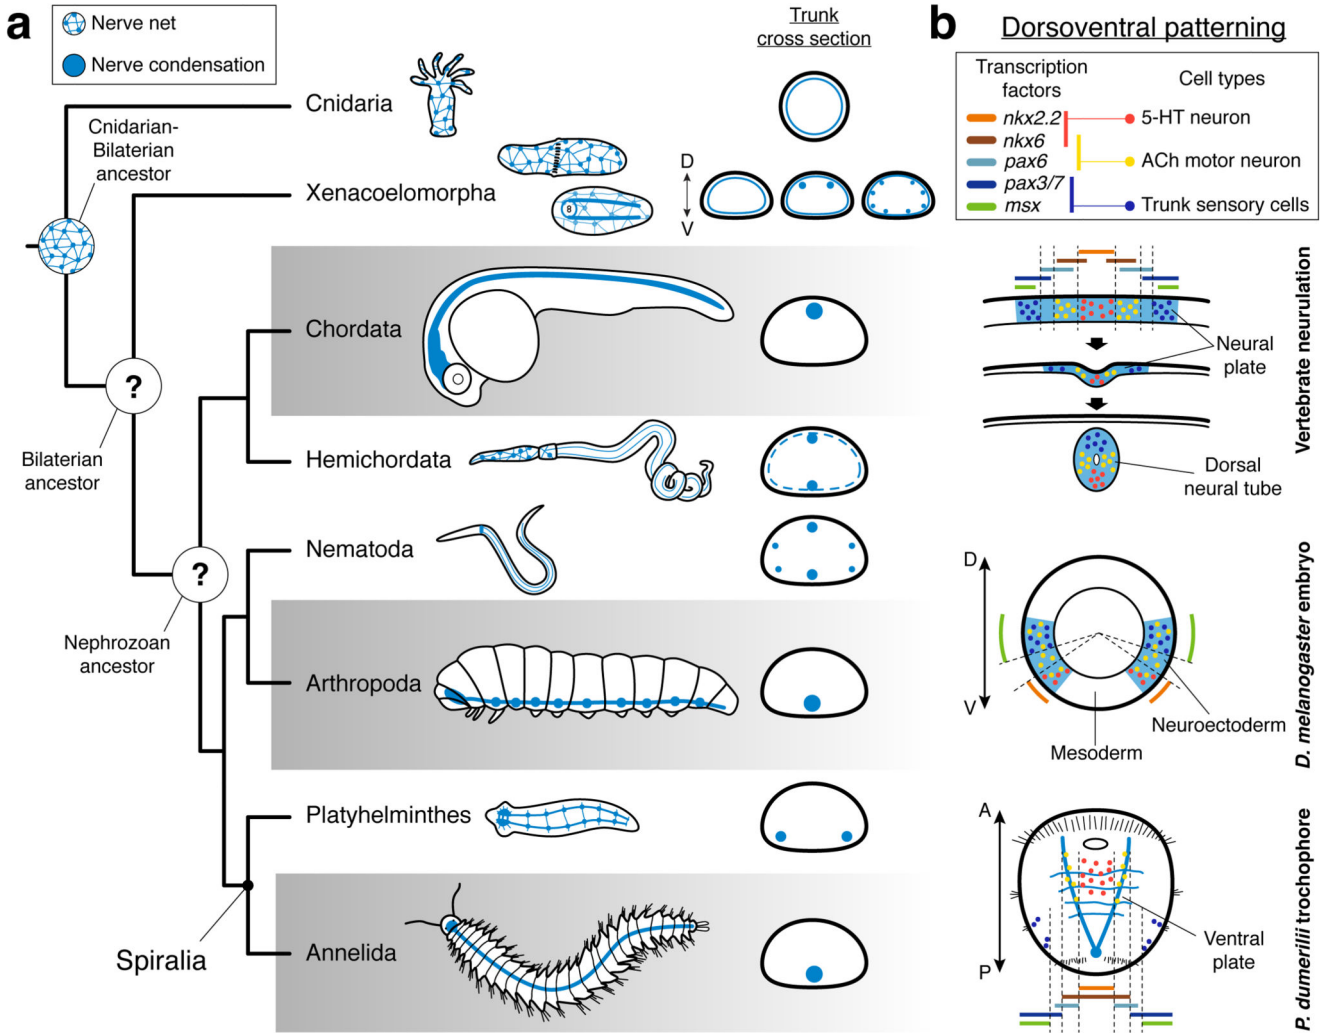 a
Nerve net
Nerve condensation
Trunk
cross section
Cnidaria
Cnidarian-
Bilaterian
ancestor
Xenacoelomorpha
D
V
Chordata
?
Bilaterian
ancestor
Hemichordata
Nematoda
?
Nephrozoan
ancestor
Arthropoda
Platyhelminthes
Spiralia
Annelida
b
Dorsoventral patterning
Transcription
factors
Cell types
nkx2.2
nkx6
pax6
pax3/7
msx
5-HT neuron
ACh motor neuron
Trunk sensory cells
Neural
plate
Dorsal
neural tube
Vertebrate neurulation
D
V
Neuroectoderm
Mesoderm
D. melanogaster embryo
A
P
Ventral
plate
P. dumerilii trochophore